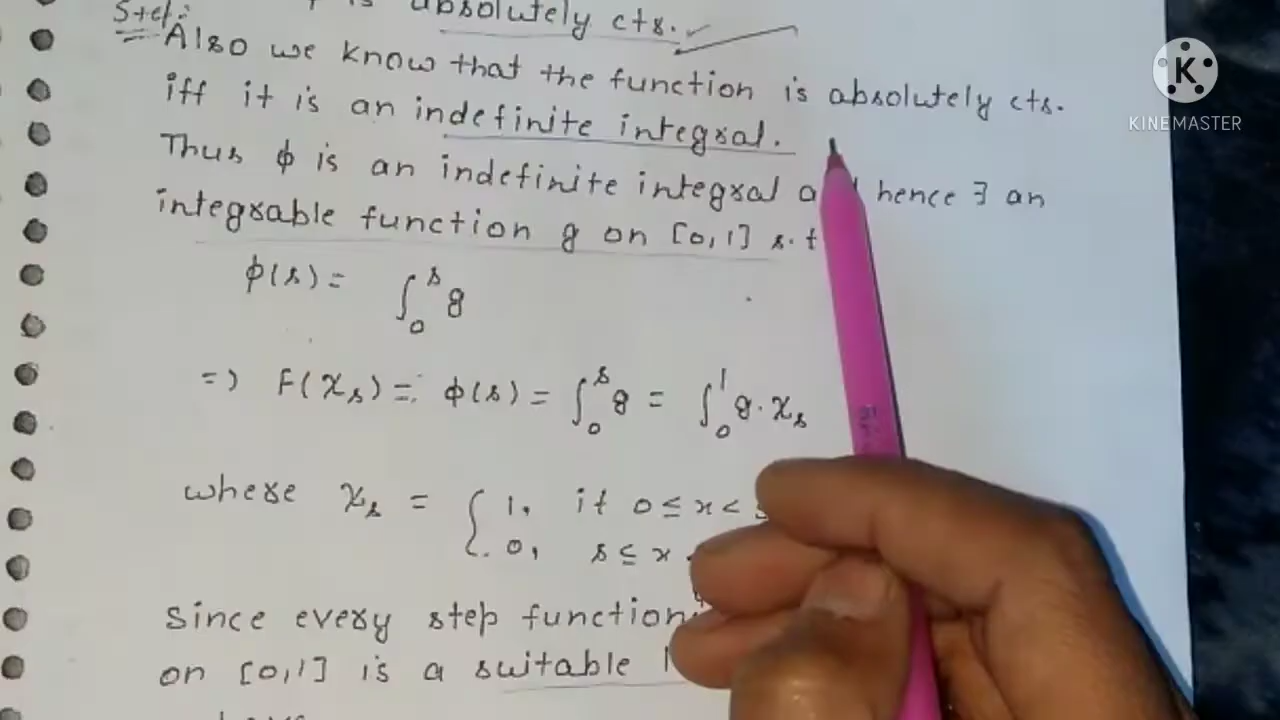 Step:
is absolutely cts.
Also we know that the function is absolutely cts.
iff it is an indefinite integral.
Thus ϕ is an indefinite integral hence ∃ an
integrable function g on [0,1] s.t
ϕ(s) = ∫₀ˢ g
=> F(χₛ) = ϕ(s) = ∫₀ˢ g = ∫₀¹ g. χₛ
where χₛ = { 1, if 0 ≤ x <
0, s ≤ x
Since every step function
on [0,1] is a suitable
K
KINEMASTER